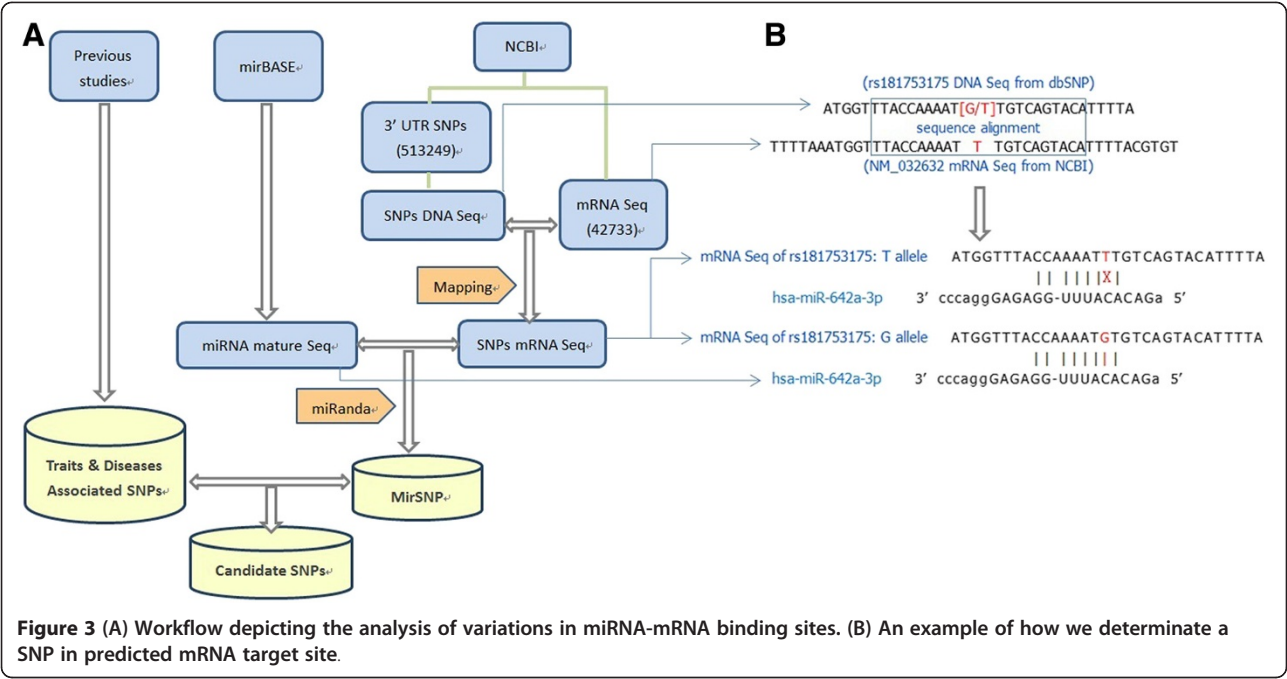 A
B
Previous
studies
mirBASE
NCBI
3' UTR SNPs
(513249)
SNPs DNA Seq
mRNA Seq
(42733)
Mapping
miRNA mature Seq
SNPs mRNA Seq
miRanda
Traits & Diseases
Associated SNPs
MirSNP
Candidate SNPs
(rs181753175 DNA Seq from dbSNP)
ATGGTTTACCAAAAT[G/T]TGTCAGTACATTTTA
sequence alignment
TTTTAAATGGTTTACCAAAAT T TGTCAGTACATTTTACGTGT
(NM_032632 mRNA Seq from NCBI)
mRNA Seq of rs181753175: T allele ATGGTTTACCAAAATTTGTCAGTACATTTTA
X
hsa-miR-642a-3p 3' cccaggGAGAGG-UUUACACAGa 5'
mRNA Seq of rs181753175: G allele ATGGTTTACCAAAATGTGTCAGTACATTTTA
hsa-miR-642a-3p 3' cccaggGAGAGG-UUUACACAGa 5'
Figure 3 (A) Workflow depicting the analysis of variations in miRNA-mRNA binding sites. (B) An example of how we determinate a
SNP in predicted mRNA target site.